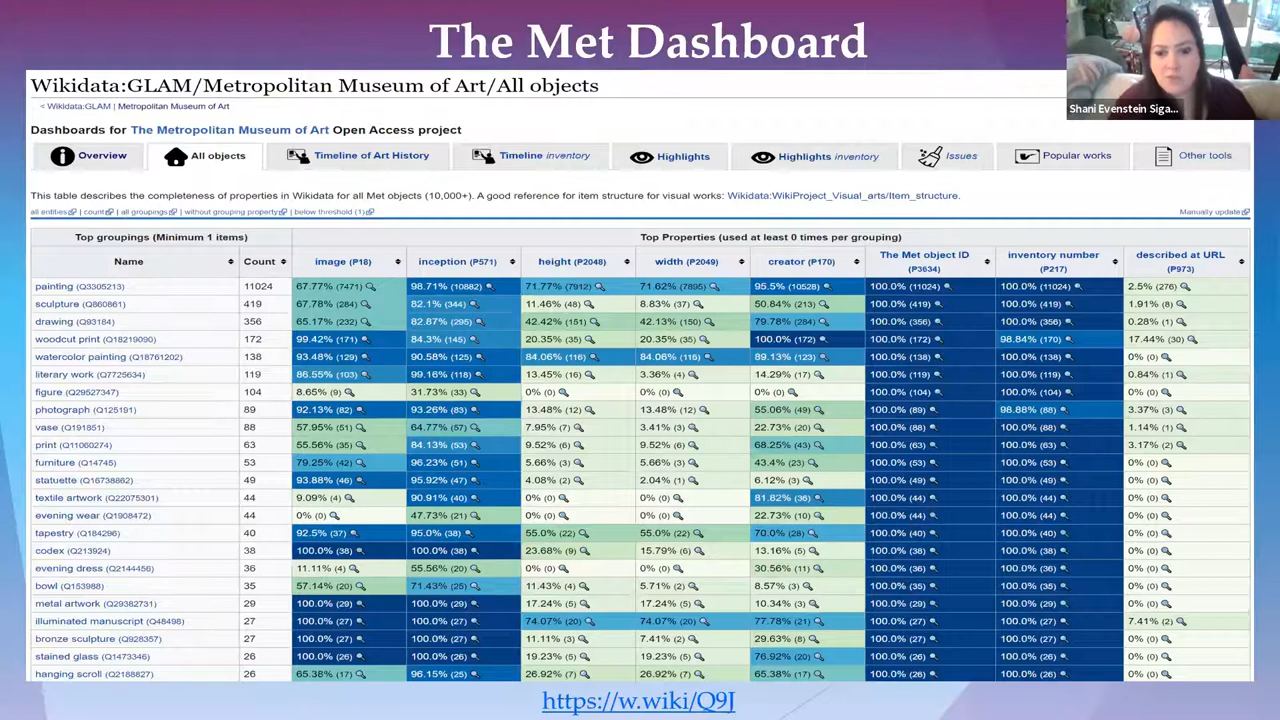 The Met Dashboard
Shani Evenstein Siga...
Wikidata:GLAM/Metropolitan Museum of Art/All objects
< Wikidata:GLAM | Metropolitan Museum of Art
Dashboards for The Metropolitan Museum of Art Open Access project
Overview All objects Timeline of Art History Timeline inventory Highlights Highlights inventory Issues Popular works Other tools
This table describes the completeness of properties in Wikidata for all Met objects (10,000+). A good reference for item structure for visual works: Wikidata:WikiProject_Visual_arts/Item_structure.
all entities | count | all groupings | without grouping property | below threshold (1) Manually update
Top groupings (Minimum 1 items) Top Properties (used at least 0 times per grouping)
Name Count image (P18) inception (P571) height (P2048) width (P2049) creator (P170) The Met object ID (P3634) inventory number (P217) described at URL (P973)
painting (Q3305213) 11024 67.77% (7471) 98.71% (10882) 71.77% (7912) 71.62% (7895) 95.5% (10528) 100.0% (11024) 100.0% (11024) 2.5% (276)
sculpture (Q860861) 419 67.78% (284) 82.1% (344) 11.46% (48) 8.83% (37) 50.84% (213) 100.0% (419) 100.0% (419) 1.91% (8)
drawing (Q93184) 356 65.17% (232) 82.87% (295) 42.42% (151) 42.13% (150) 79.78% (284) 100.0% (356) 100.0% (356) 0.28% (1)
woodcut print (Q18219090) 172 99.42% (171) 84.3% (145) 20.35% (35) 20.35% (35) 100.0% (172) 100.0% (172) 98.84% (170) 17.44% (30)
watercolor painting (Q18761202) 138 93.48% (129) 90.58% (125) 84.06% (116) 84.06% (116) 89.13% (123) 100.0% (138) 100.0% (138) 0% (0)
literary work (Q7725634) 119 86.55% (103) 99.16% (118) 13.45% (16) 3.36% (4) 14.29% (17) 100.0% (119) 100.0% (119) 0.84% (1)
figure (Q29527347) 104 8.65% (9) 31.73% (33) 0% (0) 0% (0) 0% (0) 100.0% (104) 100.0% (104) 0% (0)
photograph (Q125191) 89 92.13% (82) 93.26% (83) 13.48% (12) 13.48% (12) 55.06% (49) 100.0% (89) 98.88% (88) 3.37% (3)
vase (Q191851) 88 57.95% (51) 64.77% (57) 7.95% (7) 3.41% (3) 22.73% (20) 100.0% (88) 100.0% (88) 1.14% (1)
print (Q11060274) 63 55.56% (35) 84.13% (53) 9.52% (6) 9.52% (6) 68.25% (43) 100.0% (63) 100.0% (63) 3.17% (2)
furniture (Q14745) 53 79.25% (42) 96.23% (51) 5.66% (3) 5.66% (3) 43.4% (23) 100.0% (53) 100.0% (53) 0% (0)
statuette (Q16738862) 49 93.88% (46) 95.92% (47) 4.08% (2) 2.04% (1) 6.12% (3) 100.0% (49) 100.0% (49) 0% (0)
textile artwork (Q22075301) 44 9.09% (4) 90.91% (40) 0% (0) 0% (0) 81.82% (36) 100.0% (44) 100.0% (44) 0% (0)
evening wear (Q1908472) 44 0% (0) 47.73% (21) 0% (0) 0% (0) 22.73% (10) 100.0% (44) 100.0% (44) 0% (0)
tapestry (Q184296) 40 92.5% (37) 95.0% (38) 55.0% (22) 55.0% (22) 70.0% (28) 100.0% (40) 100.0% (40) 0% (0)
codex (Q213924) 38 100.0% (38) 100.0% (38) 23.68% (9) 15.79% (6) 13.16% (5) 100.0% (38) 100.0% (38) 0% (0)
evening dress (Q2144456) 36 11.11% (4) 55.56% (20) 0% (0) 0% (0) 30.56% (11) 100.0% (36) 100.0% (36) 0% (0)
bowl (Q153988) 35 57.14% (20) 71.43% (25) 11.43% (4) 5.71% (2) 8.57% (3) 100.0% (35) 100.0% (35) 0% (0)
metal artwork (Q29382731) 29 100.0% (29) 100.0% (29) 17.24% (5) 17.24% (5) 10.34% (3) 100.0% (29) 100.0% (29) 0% (0)
illuminated manuscript (Q48498) 27 100.0% (27) 100.0% (27) 74.07% (20) 74.07% (20) 77.78% (21) 100.0% (27) 100.0% (27) 7.41% (2)
bronze sculpture (Q928357) 27 100.0% (27) 100.0% (27) 11.11% (3) 7.41% (2) 29.63% (8) 100.0% (27) 100.0% (27) 0% (0)
stained glass (Q1473346) 26 100.0% (26) 100.0% (26) 19.23% (5) 19.23% (5) 76.92% (20) 100.0% (26) 100.0% (26) 0% (0)
hanging scroll (Q2188827) 26 65.38% (17) 96.15% (25) 26.92% (7) 26.92% (7) 65.38% (17) 100.0% (26) 100.0% (26) 0% (0)
https://w.wiki/Q9J